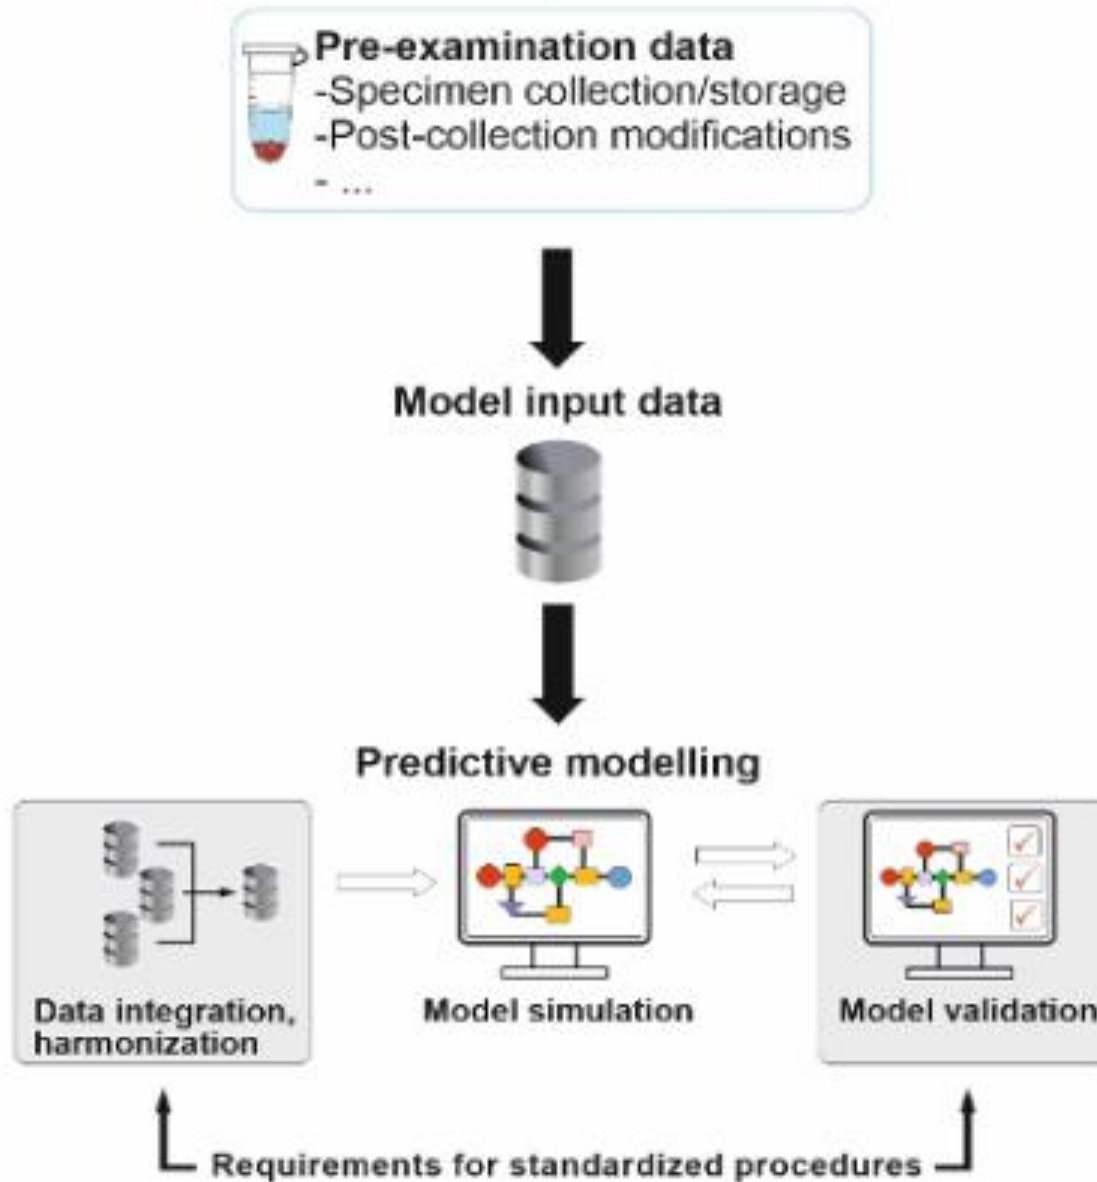 Pre-examination data
-Specimen collection/storage
-Post-collection modifications
- ...
Model input data
Predictive modelling
Data integration,
harmonization
Model simulation
Model validation
Requirements for standardized procedures